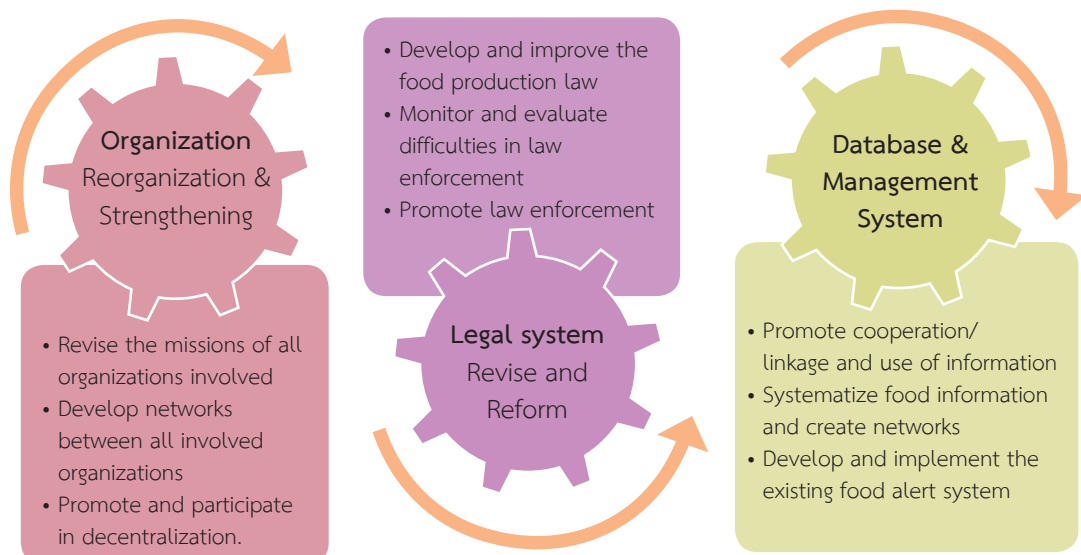 Organization
Reorganization &
Strengthening
• Revise the missions of all
organizations involved
• Develop networks
between all involved
organizations
• Promote and participate
in decentralization.
• Develop and improve the
food production law
• Monitor and evaluate
difficulties in law
enforcement
• Promote law enforcement
Legal system
Revise and
Reform
Database &
Management
System
• Promote cooperation/
linkage and use of information
• Systematize food information
and create networks
• Develop and implement the
existing food alert system